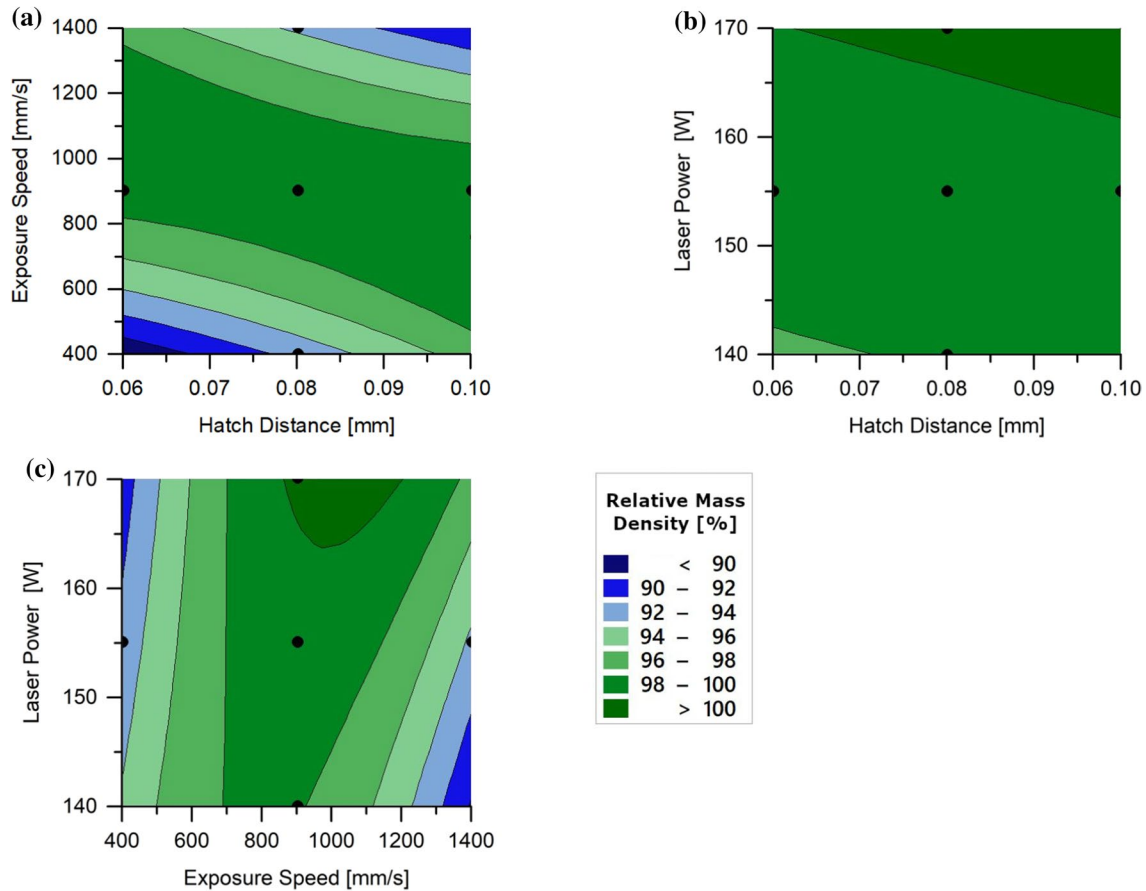 (a)
1400
1200
1000
800
600
400
Exposure Speed [mm/s]
0.06 0.07 0.08 0.09 0.10
Hatch Distance [mm]
(b)
170
160
150
140
Laser Power [W]
0.06 0.07 0.08 0.09 0.10
Hatch Distance [mm]
(c)
170
160
150
140
Laser Power [W]
400 600 800 1000 1200 1400
Exposure Speed [mm/s]
Relative Mass
Density [%]
< 90
90 – 92
92 – 94
94 – 96
96 – 98
98 – 100
> 100